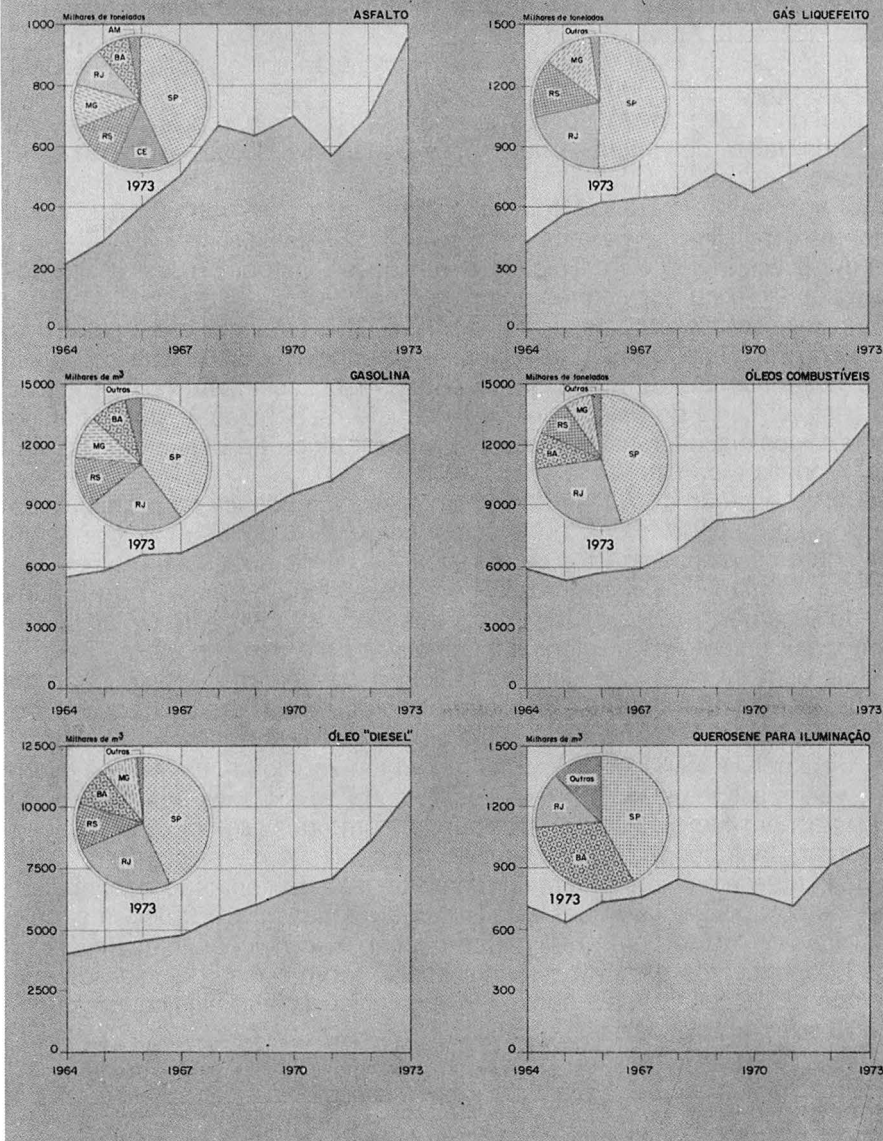 Milhares de toneladas ASFALTO
1000
800
600
400
200
0
AM
BA
RJ
MG
RS
CE
SP
1973
1964 1967 1970 1973
Milhares de toneladas GÁS LIQUEFEITO
1500
1200
900
600
300
0
Outros
MG
RS
RJ
SP
1973
1964 1967 1970 1973
Milhares de m³ GASOLINA
15000
12000
9000
6000
3000
0
Outros
BA
MG
RS
RJ
SP
1973
1964 1967 1970 1973
Milhares de toneladas ÓLEOS COMBUSTÍVEIS
15000
12000
9000
6000
3000
0
Outros
MG
RS
BA
RJ
SP
1973
1964 1967 1970 1973
Milhares de m³ ÓLEO "DIESEL"
12500
10000
7500
5000
2500
0
Outros
MG
BA
RS
RJ
SP
1973
1964 1967 1970 1973
Milhares de m³ QUEROSENE PARA ILUMINAÇÃO
1500
1200
900
600
300
0
Outros
RJ
BA
SP
1973
1964 1967 1970 1973